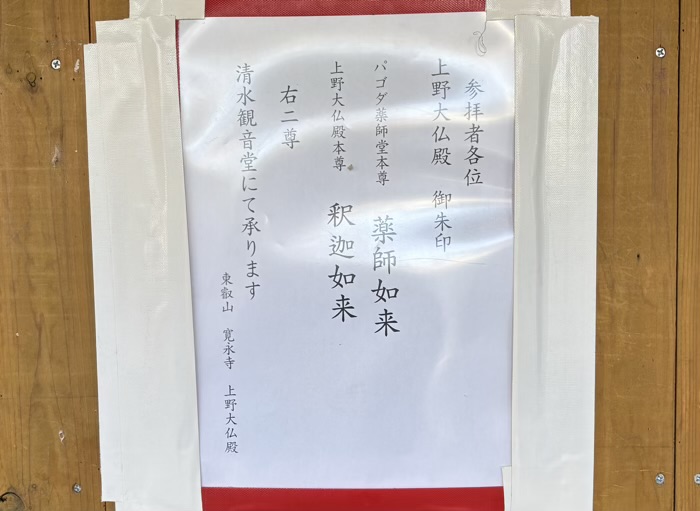 参拝者各位
上野大仏殿 御朱印
パゴダ薬師堂本尊 薬師如来
上野大仏殿本尊 釈迦如来
右二尊
清水観音堂にて承ります
東叡山 寛永寺 上野大仏殿